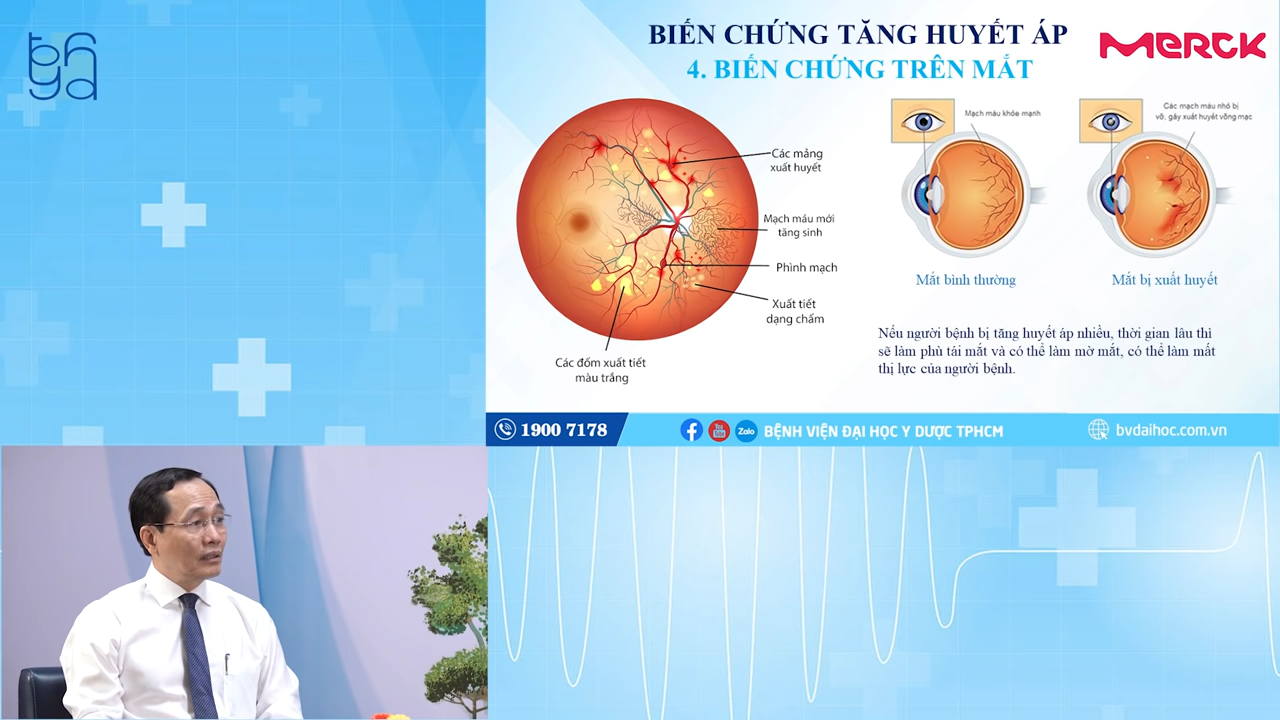 BIẾN CHỨNG TĂNG HUYẾT ÁP
4. BIẾN CHỨNG TRÊN MẮT
MERCK
Các mảng
xuất huyết
Mạch máu mới
tăng sinh
Phình mạch
Xuất tiết
dạng chấm
Các đốm xuất tiết
màu trắng
Mạch máu khỏe mạnh
Các mạch máu nhỏ bị
vỡ, gây xuất huyết võng mạc
Mắt bình thường
Mắt bị xuất huyết
Nếu người bệnh bị tăng huyết áp nhiều, thời gian lâu thì
sẽ làm phù tái mắt và có thể làm mờ mắt, có thể làm mất
thị lực của người bệnh.
1900 7178
You
Tube
Zalo
BỆNH VIỆN ĐẠI HỌC Y DƯỢC TPHCM
bvdaihoc.com.vn